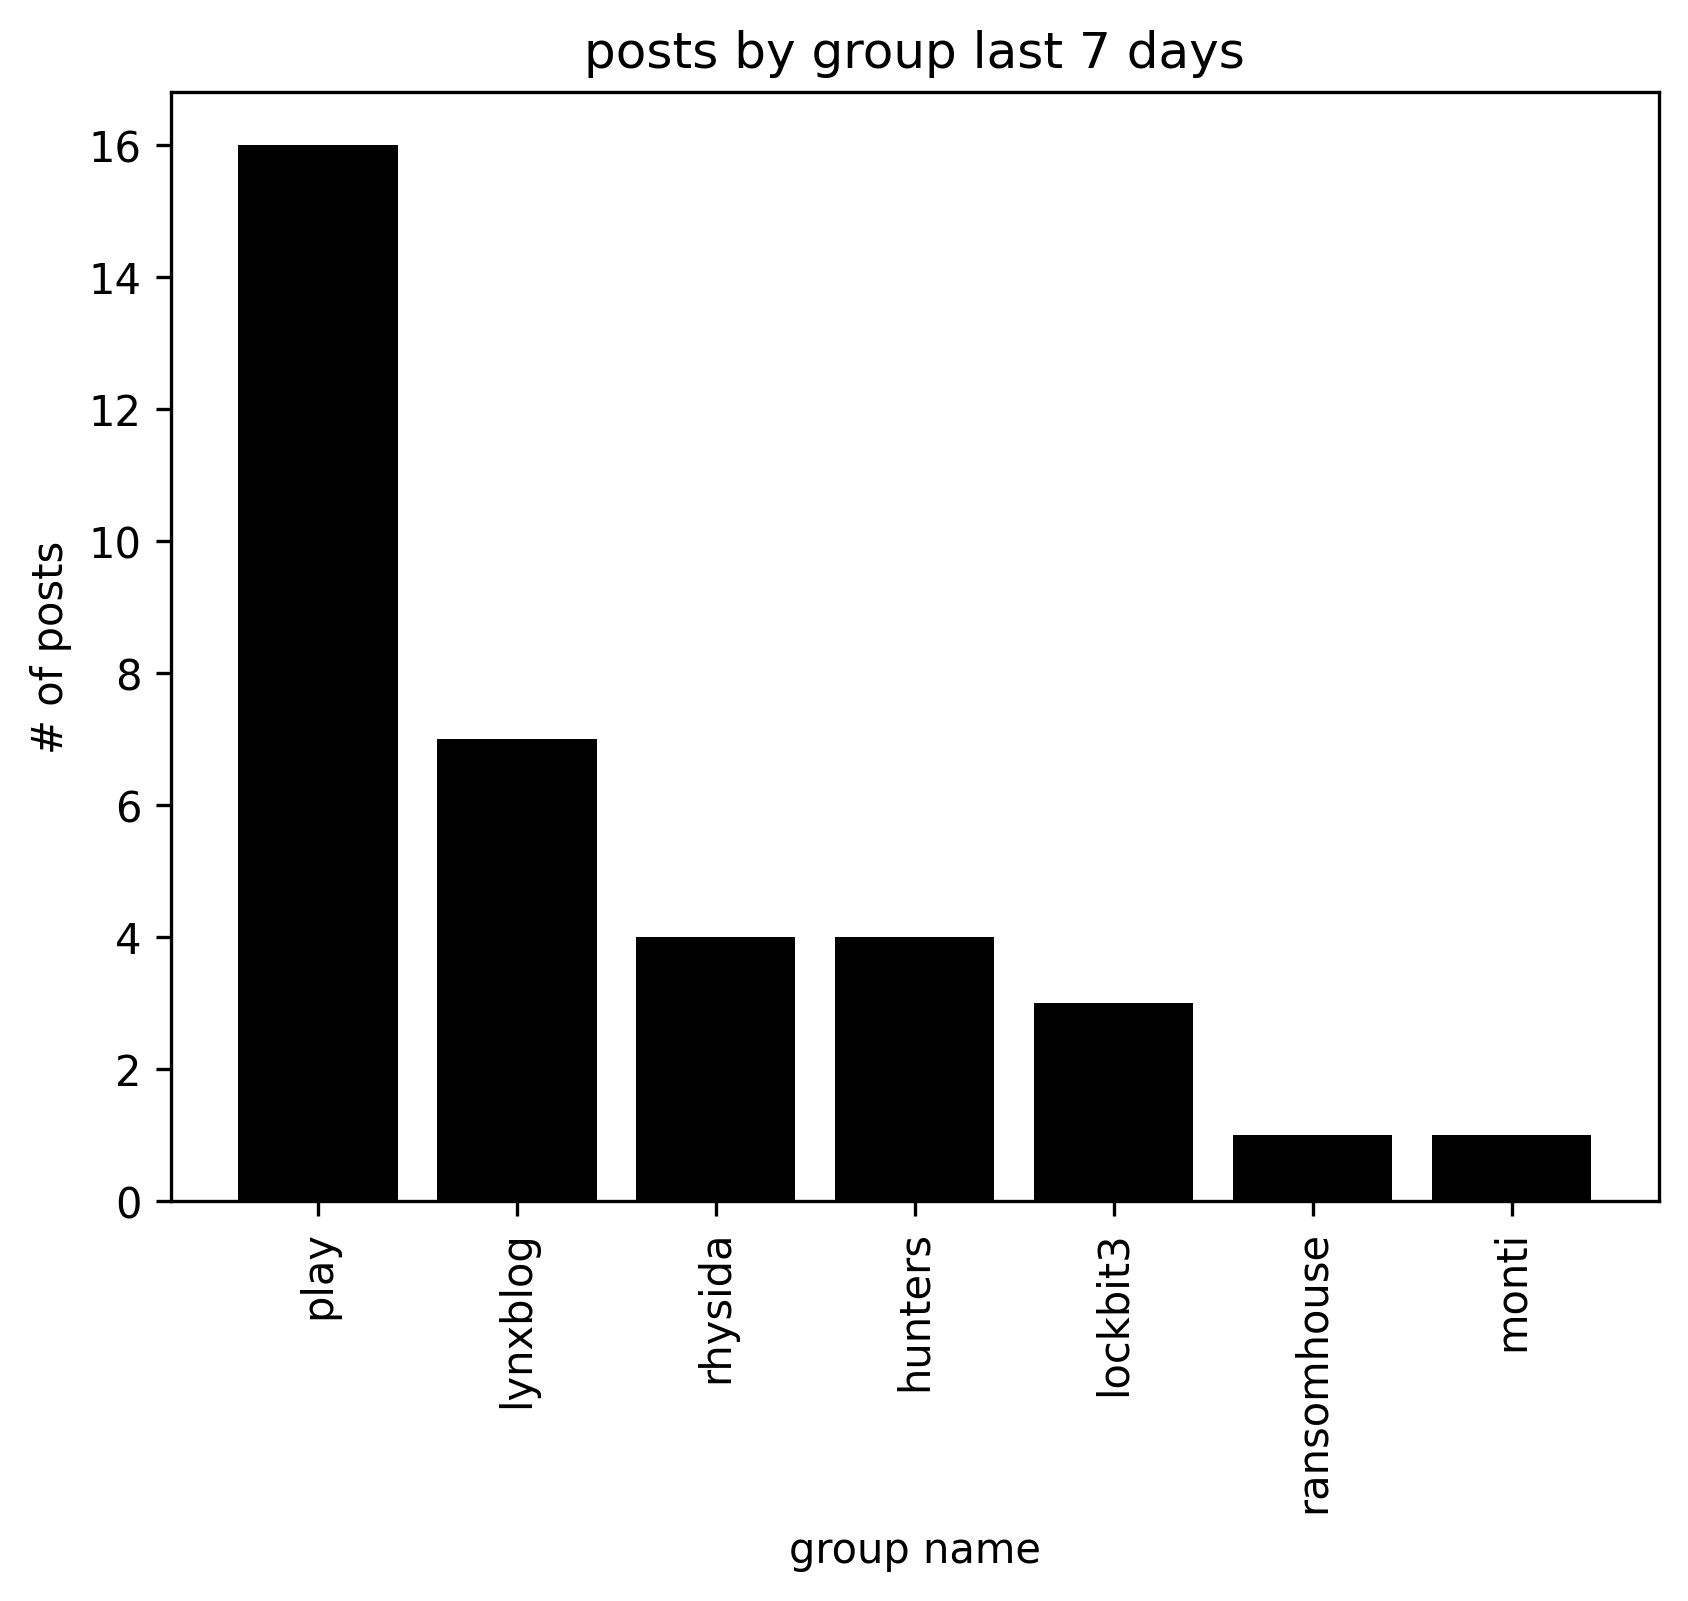 posts by group last 7 days
16
14
12
10
8
6
4
2
0
# of posts
play
lynxblog
rhysida
hunters
lockbit3
ransomhouse
monti
group name